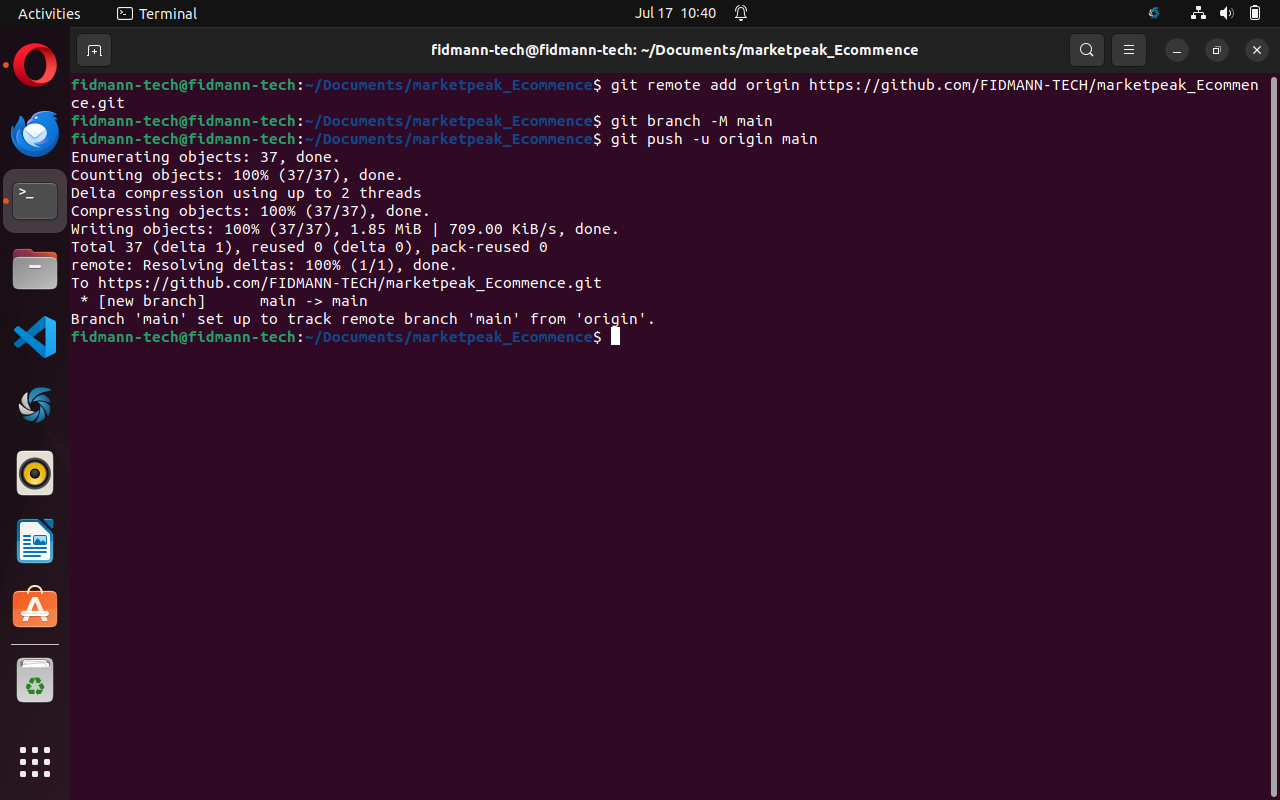 Activities Terminal Jul 17 10:40
fidmann-tech@fidmann-tech: ~/Documents/marketpeak_Ecommence
fidmann-tech@fidmann-tech:~/Documents/marketpeak_Ecommence$ git remote add origin https://github.com/FIDMANN-TECH/marketpeak_Ecommen
ce.git
fidmann-tech@fidmann-tech:~/Documents/marketpeak_Ecommence$ git branch -M main
fidmann-tech@fidmann-tech:~/Documents/marketpeak_Ecommence$ git push -u origin main
Enumerating objects: 37, done.
Counting objects: 100% (37/37), done.
Delta compression using up to 2 threads
Compressing objects: 100% (37/37), done.
Writing objects: 100% (37/37), 1.85 MiB | 709.00 KiB/s, done.
Total 37 (delta 1), reused 0 (delta 0), pack-reused 0
remote: Resolving deltas: 100% (1/1), done.
To https://github.com/FIDMANN-TECH/marketpeak_Ecommence.git
 * [new branch]      main -> main
Branch 'main' set up to track remote branch 'main' from 'origin'.
fidmann-tech@fidmann-tech:~/Documents/marketpeak_Ecommence$